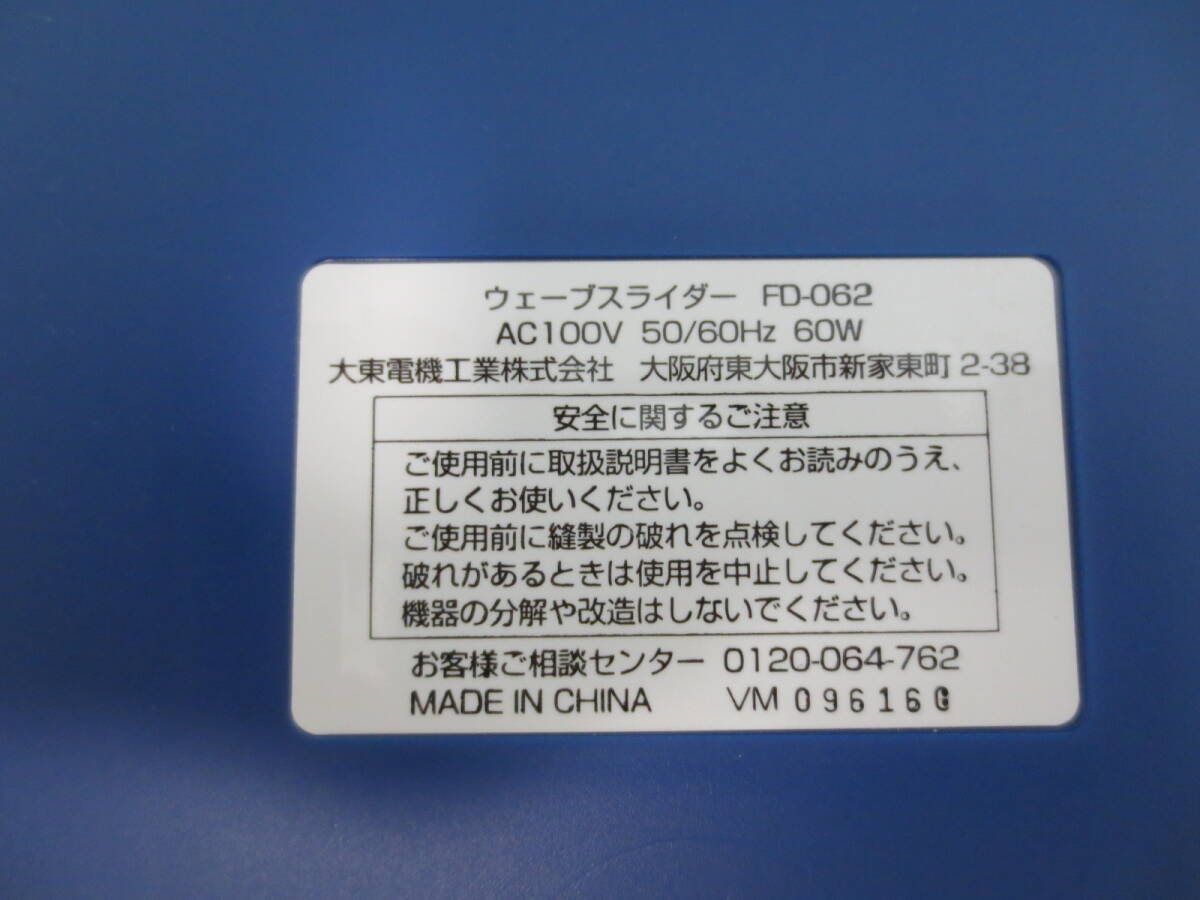 ウェーブスライダー FD-062
AC100V 50/60Hz 60W
大東電機工業株式会社 大阪府東大阪市新家東町 2-38
安全に関するご注意
ご使用前に取扱説明書をよくお読みのうえ、
正しくお使いください。
ご使用前に縫製の破れを点検してください。
破れがあるときは使用を中止してください。
機器の分解や改造はしないでください。
お客様ご相談センター 0120-064-762
MADE IN CHINA VM